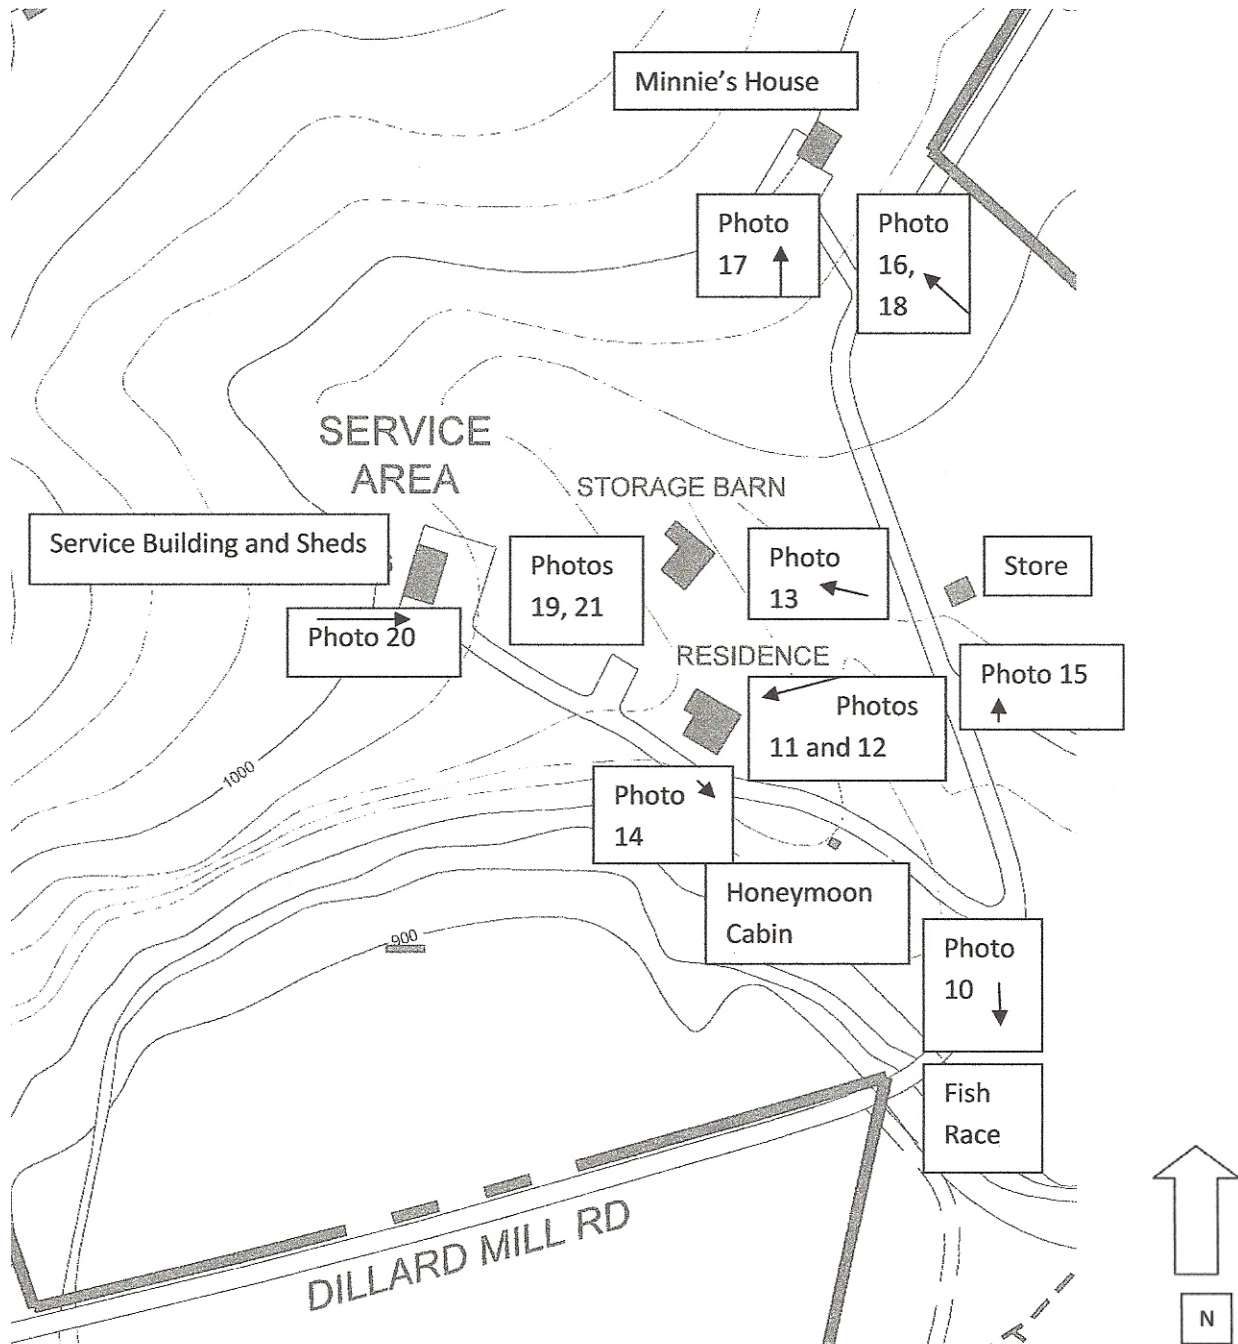 Minnie's House
Photo
17
Photo
16,
18
SERVICE
AREA
STORAGE BARN
Service Building and Sheds
Photos
19, 21
Photo
13
Store
Photo 20
RESIDENCE
Photo 15
Photos
11 and 12
1000
Photo
14
Honeymoon
Cabin
900
Photo
10
Fish
Race
DILLARD MILL RD
N